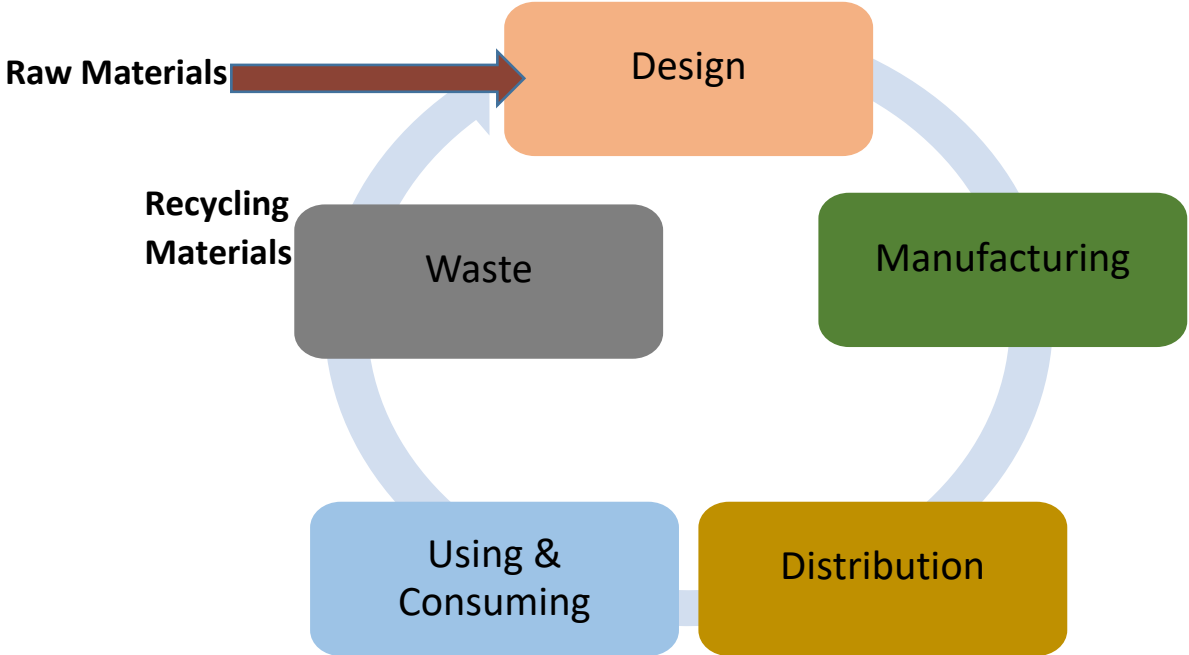 Design
Raw Materials
Manufacturing
Recycling
Materials
Waste
Using &
Consuming
Distribution